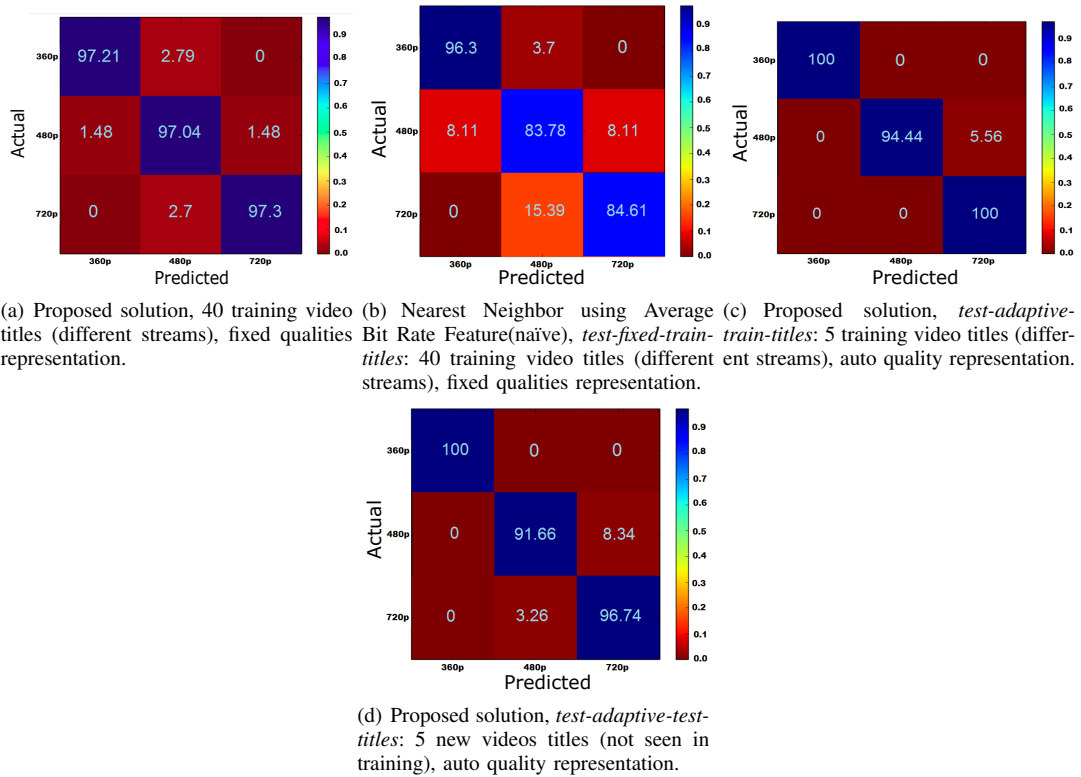 360p 97.21 2.79 0
Actual 480p 1.48 97.04 1.48
720p 0 2.7 97.3
360p 480p 720p
Predicted
0.9
0.8
0.7
0.6
0.5
0.4
0.3
0.2
0.1
0.0
(a) Proposed solution, 40 training video
titles (different streams), fixed qualities
representation.
360p 96.3 3.7 0
Actual 480p 8.11 83.78 8.11
720p 0 15.39 84.61
360p 480p 720p
Predicted
0.9
0.8
0.7
0.6
0.5
0.4
0.3
0.2
0.1
0.0
(b) Nearest Neighbor using Average
Bit Rate Feature(naïve), test-fixed-train-
titles: 40 training video titles (different
streams), fixed qualities representation.
360p 100 0 0
Actual 480p 0 94.44 5.56
720p 0 0 100
360p 480p 720p
Predicted
0.9
0.8
0.7
0.6
0.5
0.4
0.3
0.2
0.1
0.0
(c) Proposed solution, test-adaptive-
train-titles: 5 training video titles (differ-
ent streams), auto quality representation.
360p 100 0 0
Actual 480p 0 91.66 8.34
720p 0 3.26 96.74
360p 480p 720p
Predicted
0.9
0.8
0.7
0.6
0.5
0.4
0.3
0.2
0.1
0.0
(d) Proposed solution, test-adaptive-test-
titles: 5 new videos titles (not seen in
training), auto quality representation.